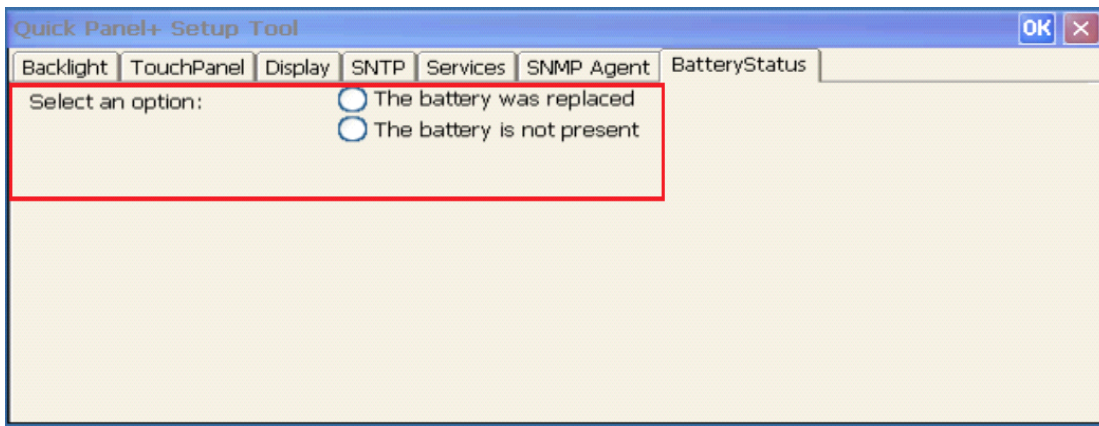 Quick Panel+ Setup Tool OK
Backlight TouchPanel Display SNTP Services SNMP Agent BatteryStatus
Select an option: The battery was replaced
The battery is not present